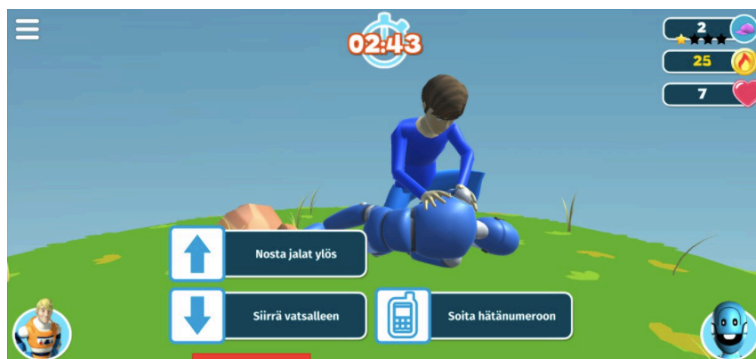 02:43
2
25
7
Nosta jalat ylös
Siirrä vatsalleen
Soita hätänumeroon